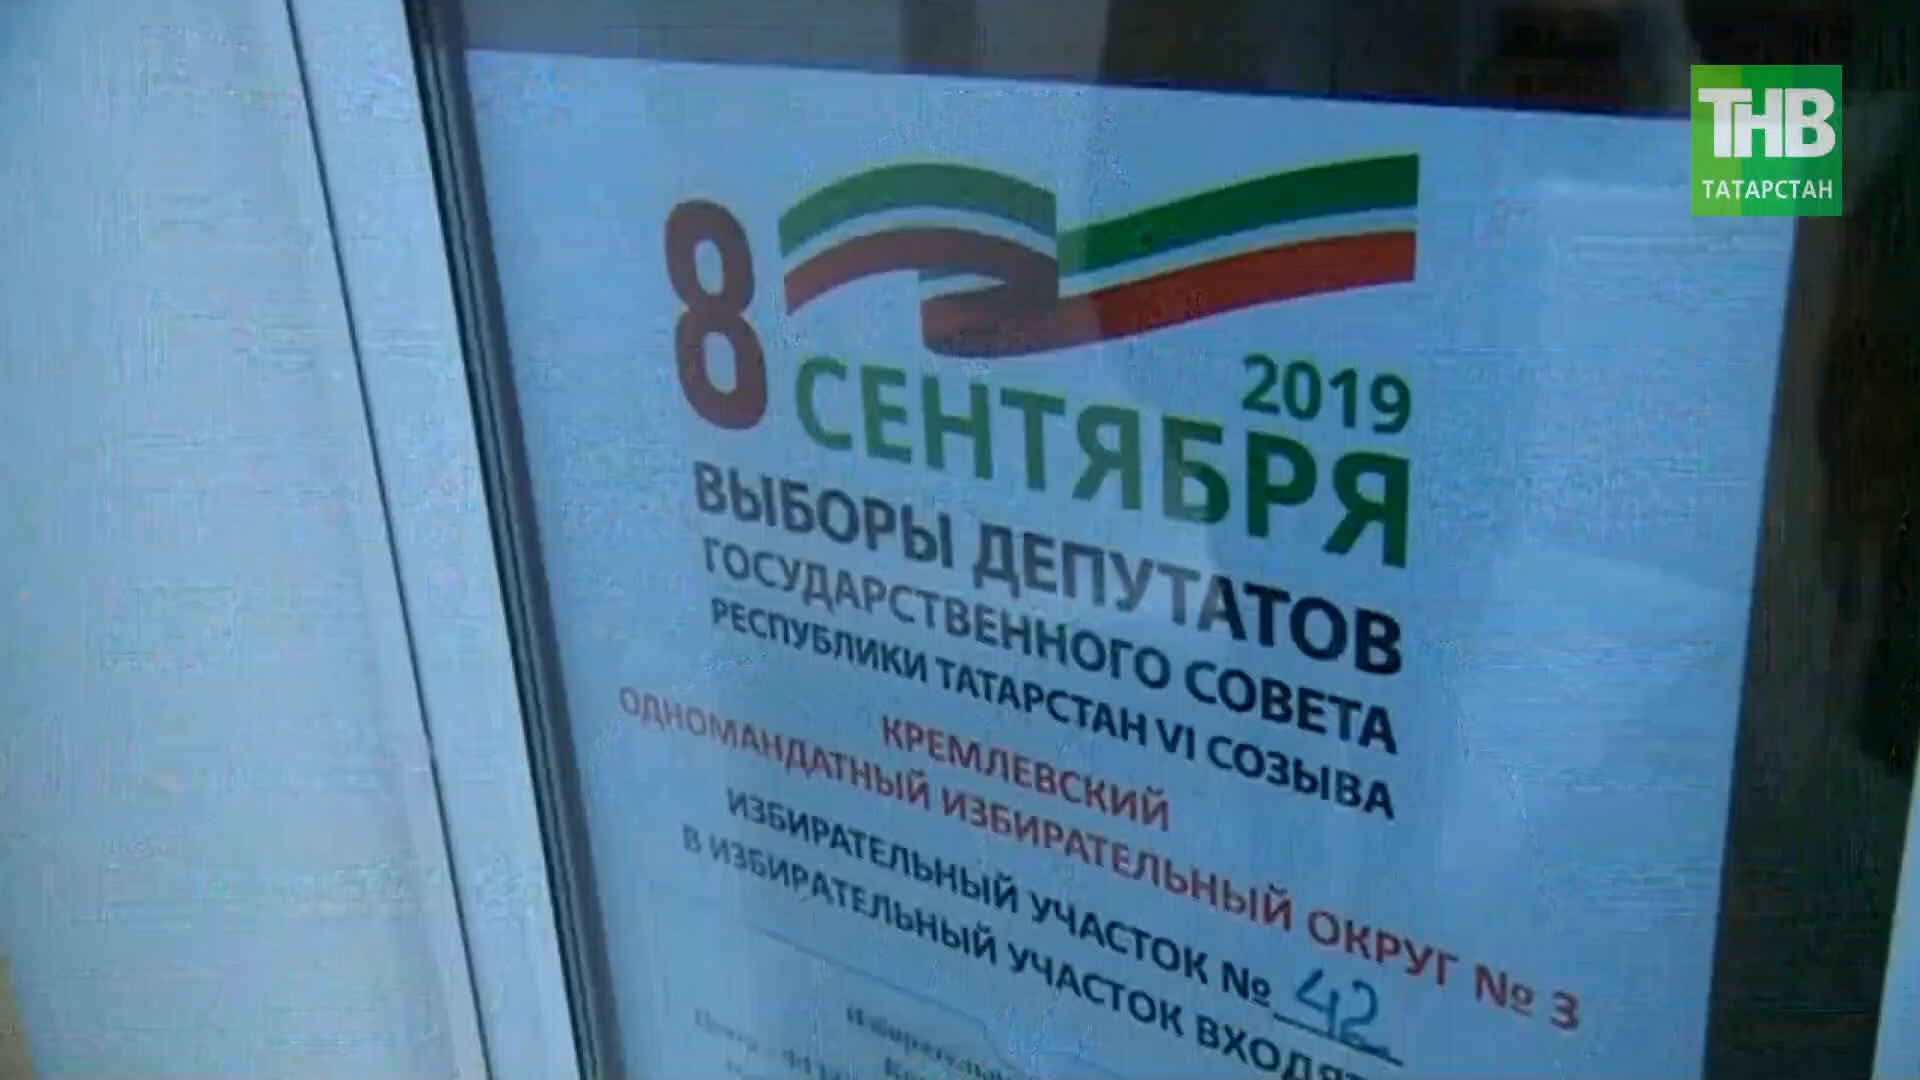 ТНВ
ТАТАРСТАН
8 СЕНТЯБРЯ
2019
ВЫБОРЫ ДЕПУТАТОВ
ГОСУДАРСТВЕННОГО СОВЕТА
РЕСПУБЛИКИ ТАТАРСТАН VI СОЗЫВА
КРЕМЛЕВСКИЙ
ОДНОМАНДАТНЫЙ ИЗБИРАТЕЛЬНЫЙ ОКРУГ № 3
ИЗБИРАТЕЛЬНЫЙ УЧАСТОК № 42
В ИЗБИРАТЕЛЬНЫЙ УЧАСТОК